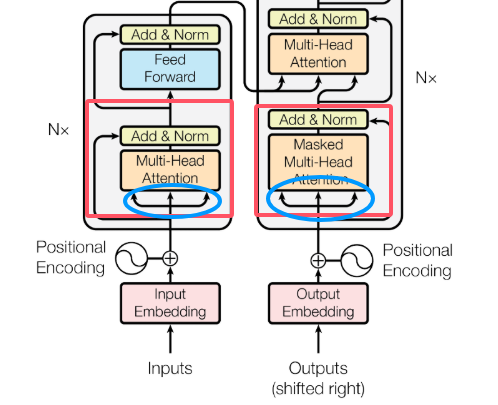 Add & Norm
Feed
Forward
Nx
Add & Norm
Multi-Head
Attention
Positional
Encoding
Input
Embedding
Inputs
Add & Norm
Multi-Head
Attention
Nx
Add & Norm
Masked
Multi-Head
Attention
Positional
Encoding
Output
Embedding
Outputs
(shifted right)